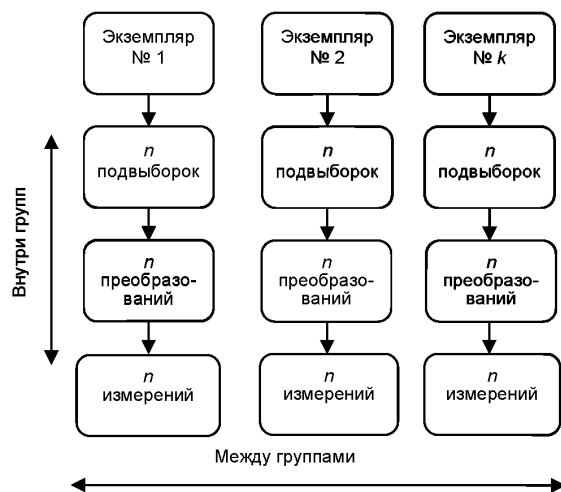 Экземпляр
№ 1
Экземпляр
№ 2
Экземпляр
№ k
n
подвыборок
n
подвыборок
n
подвыборок
Внутри групп
n
преобразо-
ваний
n
преобразо-
ваний
n
преобразо-
ваний
n
измерений
n
измерений
n
измерений
Между группами